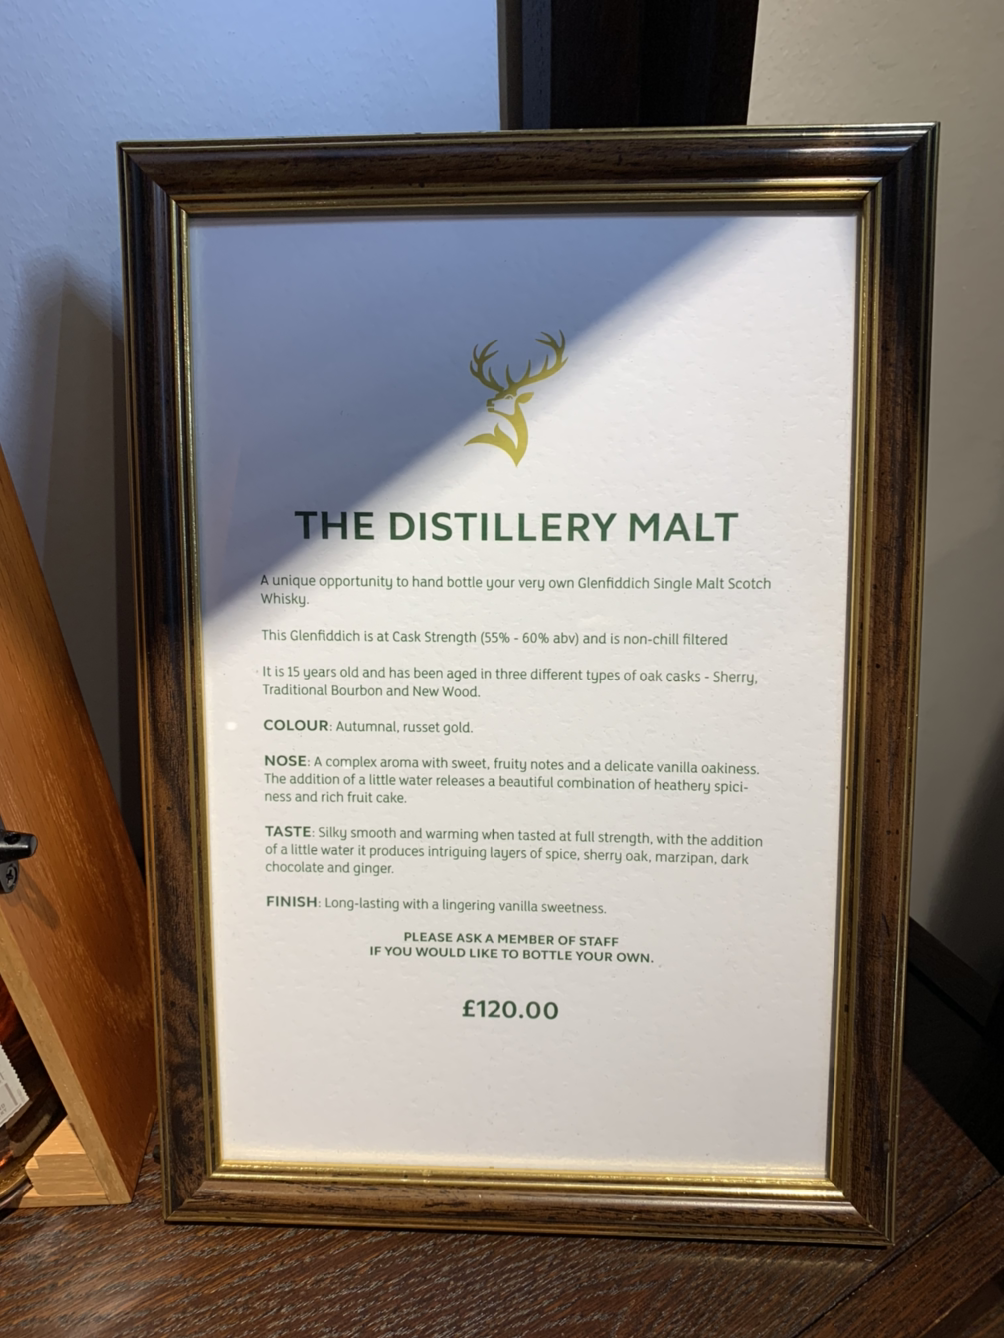 THE DISTILLERY MALT
A unique opportunity to hand bottle your very own Glenfiddich Single Malt Scotch
Whisky.
This Glenfiddich is at Cask Strength (55% - 60% abv) and is non-chill filtered
It is 15 years old and has been aged in three different types of oak casks - Sherry,
Traditional Bourbon and New Wood.
COLOUR: Autumnal, russet gold.
NOSE: A complex aroma with sweet, fruity notes and a delicate vanilla oakiness.
The addition of a little water releases a beautiful combination of heathery spici-
ness and rich fruit cake.
TASTE: Silky smooth and warming when tasted at full strength, with the addition
of a little water it produces intriguing layers of spice, sherry oak, marzipan, dark
chocolate and ginger.
FINISH: Long-lasting with a lingering vanilla sweetness.
PLEASE ASK A MEMBER OF STAFF
IF YOU WOULD LIKE TO BOTTLE YOUR OWN.
£120.00